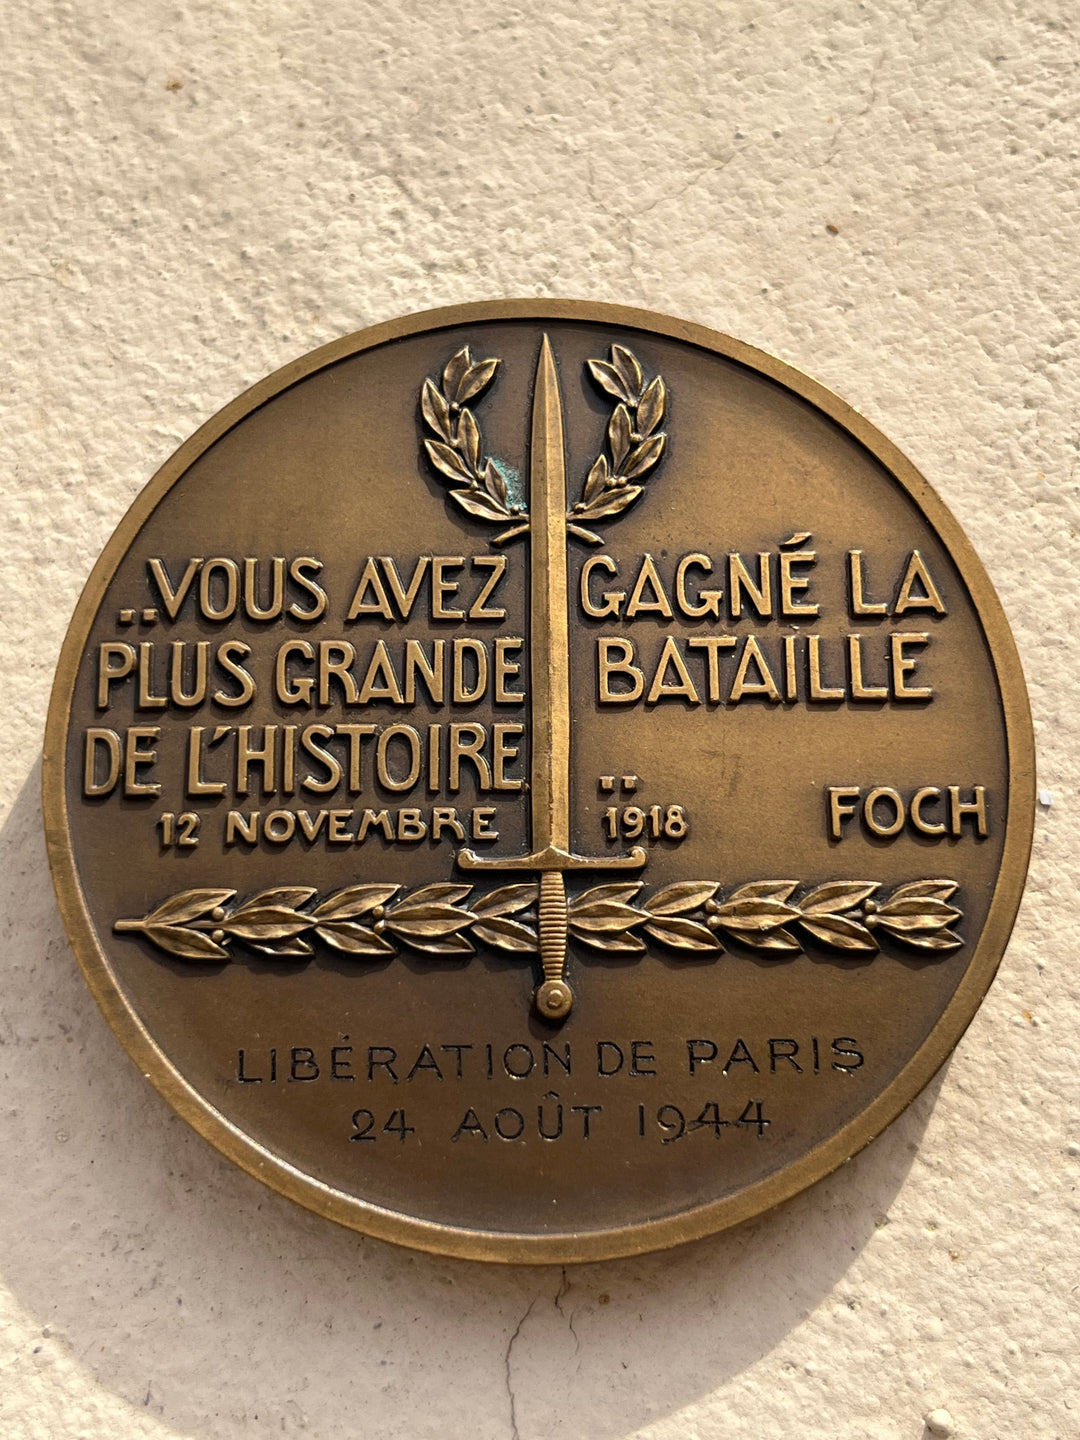 ..VOUS AVEZ GAGNÉ LA
PLUS GRANDE BATAILLE
DE L'HISTOIRE ..
12 NOVEMBRE 1918 FOCH
LIBÉRATION DE PARIS
24 AOÛT 1944